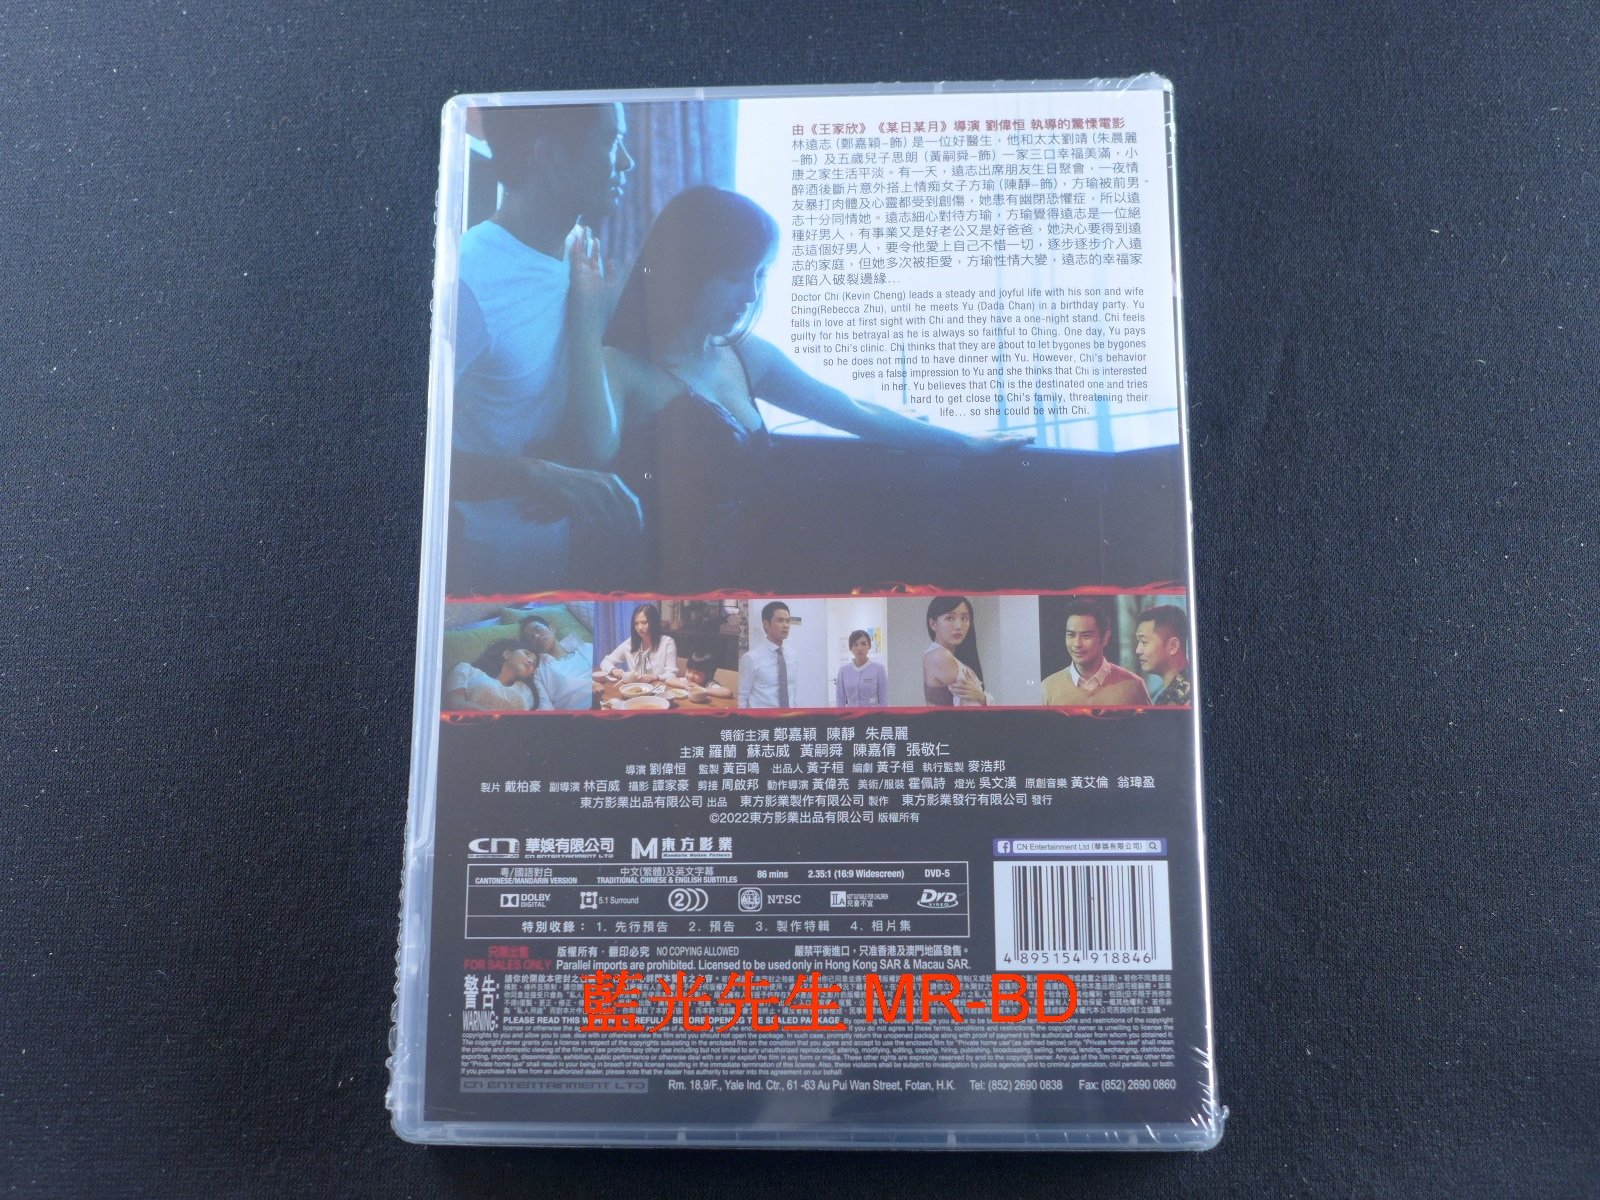 由《王家欣》《某日某月》導演 劉偉恒 執導的驚慄電影
林遠志 (鄭嘉穎–飾) 是一位好醫生，他和太太劉靖 (朱晨麗
–飾) 及五歲兒子思朗 (黃嗣舜–飾) 一家三口幸福美滿，小
康之家生活平淡。有一天，遠志出席朋友生日聚會，一夜情
醉酒後斷片意外搭上情痴女子方瑜 (陳靜–飾)，方瑜被前男
友暴打肉體及心靈都受到創傷，她患有幽閉恐懼症，所以遠
志十分同情她。遠志細心對待方瑜，方瑜覺得遠志是一位絕
種好男人，有事業又是好老公又是好爸爸，她決心要得到遠
志這個好男人，要令他愛上自己不惜一切，逐步逐步介入遠
志的家庭，但她多次被拒愛，方瑜性情大變，遠志的幸福家
庭陷入破裂邊緣…
Doctor Chi (Kevin Cheng) leads a steady and joyful life with his son and wife
Ching(Rebecca Zhu), until he meets Yu (Dada Chan) in a birthday party. Yu
falls in love at first sight with Chi and they have a one-night stand. Chi feels
guilty for his betrayal as he is always so faithful to Ching. One day, Yu pays
a visit to Chi's clinic. Chi thinks that they are about to let bygones be bygones
so he does not mind to have dinner with Yu. However, Chi's behavior
gives a false impression to Yu and she thinks that Chi is interested
in her. Yu believes that Chi is the destinated one and tries
hard to get close to Chi's family, threatening their
life... so she could be with Chi.
領銜主演 鄭嘉穎 陳靜 朱晨麗
主演 羅蘭 蘇志威 黃嗣舜 陳嘉倩 張敬仁
導演 劉偉恒 監製 黃百鳴 出品人 黃子桓 編劇 黃子桓 執行監製 麥浩邦
製片 戴柏豪 副導演 林百威 攝影 譚家豪 剪接 周啟邦 動作導演 黃偉亮 美術/服裝 霍佩詩 燈光 吳文漢 原創音樂 黃艾倫 翁瑋盈
東方影業出品有限公司 出品 東方影業製作有限公司 製作 東方影業發行有限公司 發行
©2022東方影業出品有限公司 版權所有
CN 華娛有限公司
CN ENTERTAINMENT LTD
M 東方影業
Mandarin Motion Pictures
f CN Entertainment Ltd (華娛有限公司)
粵/國語對白
CANTONESE/MANDARIN VERSION
中文(繁體)及英文字幕
TRADITIONAL CHINESE & ENGLISH SUBTITLES
86 mins
2.35:1 (16:9 Widescreen)
DVD-5
DOLBY DIGITAL
5.1 Surround
2
ALL
NTSC
IIA NOT SUITABLE FOR CHILDREN 兒童不宜
DVD VIDEO
特別收錄： 1. 先行預告 2. 預告 3. 製作特輯 4. 相片集
4 895154 918846
只限出售
FOR SALES ONLY
版權所有．翻印必究 NO COPYING ALLOWED
嚴禁平衡進口，只准香港及澳門地區發售。
Parallel imports are prohibited. Licensed to be used only in Hong Kong SAR & Macau SAR.
警告:
WARNING:
藍光先生 MR-BD
CN ENTERTAINMENT LTD
Rm. 18,9/F., Yale Ind. Ctr., 61-63 Au Pui Wan Street, Fotan, H.K. Tel: (852) 2690 0838 Fax: (852) 2690 0860